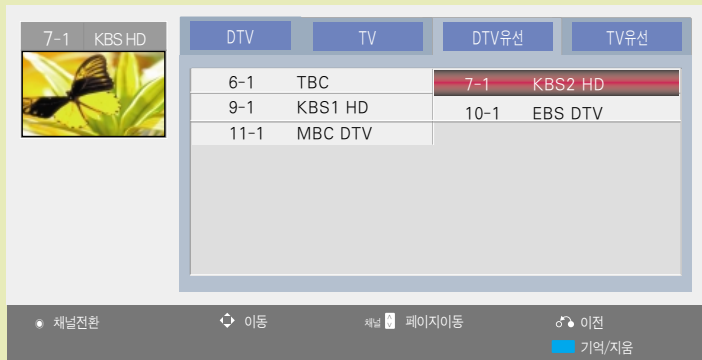 7-1 KBS HD
DTV TV DTV유선 TV유선
6-1 TBC 7-1 KBS2 HD
9-1 KBS1 HD 10-1 EBS DTV
11-1 MBC DTV
채널전환 이동 채널 페이지이동 이전
기억/지움